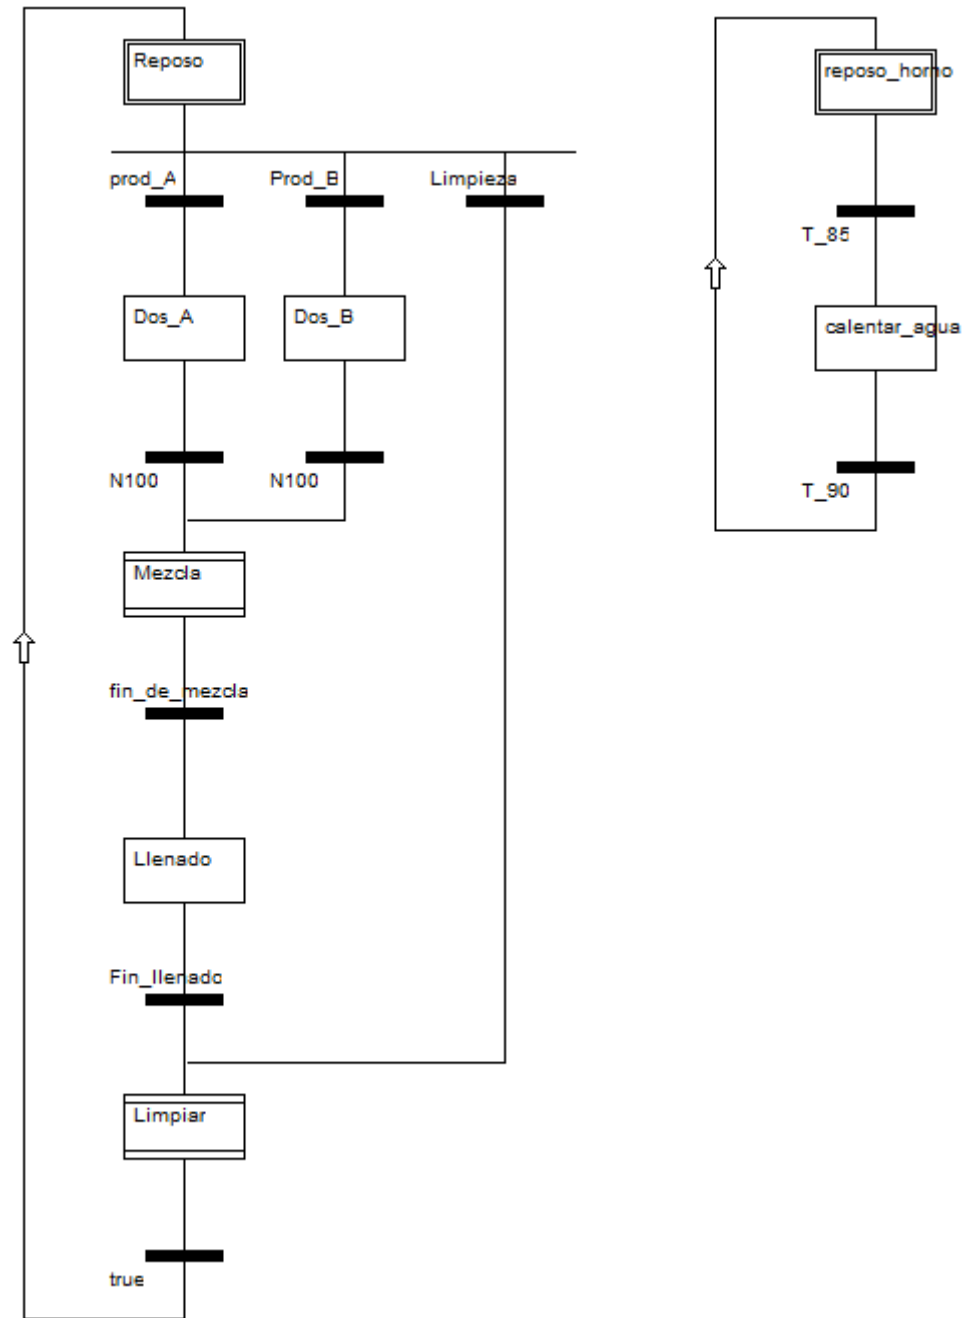 Reposo
prod_A
Prod_B
Limpieza
Dos_A
Dos_B
N100
N100
Mezcla
fin_de_mezcla
Llenado
Fin_llenado
Limpiar
true
reposo_horno
T_85
calentar_agua
T_90